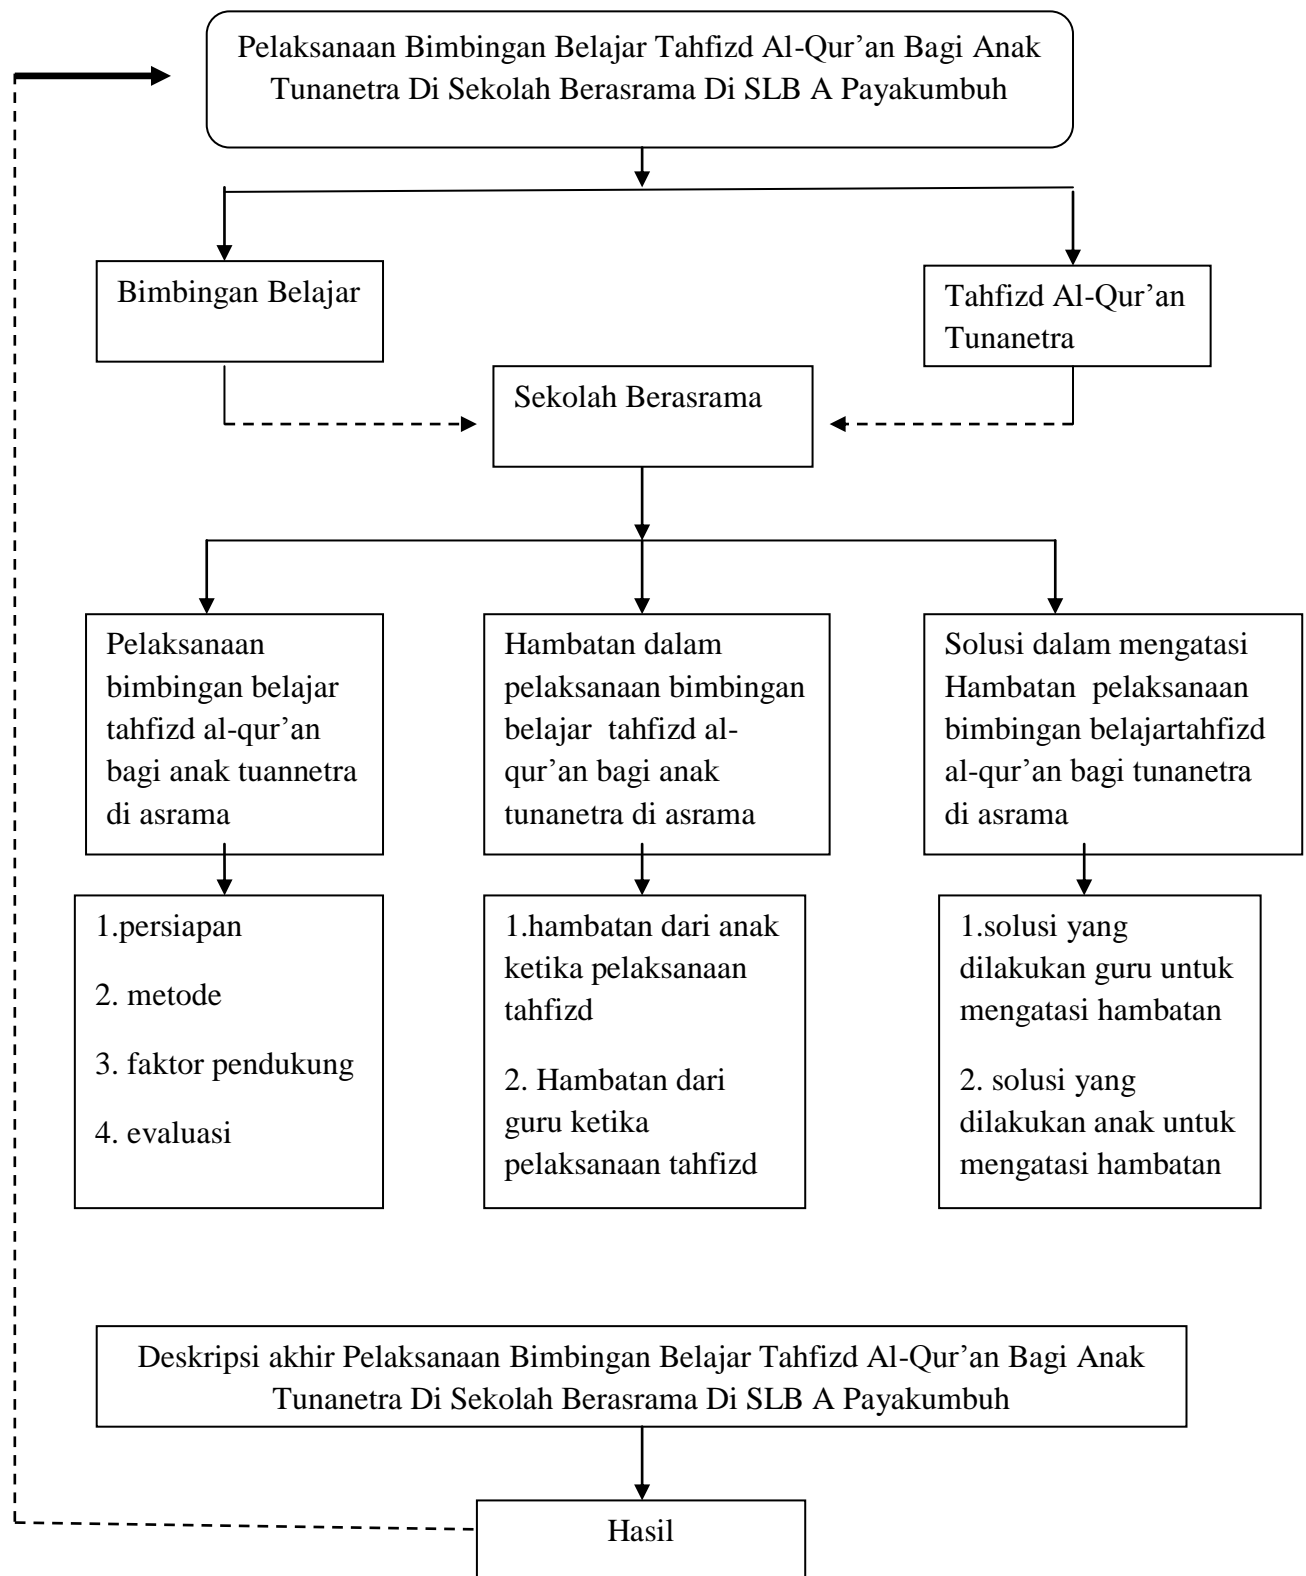 Pelaksanaan Bimbingan Belajar Tahfizd Al-Qur’an Bagi Anak
Tunanetra Di Sekolah Berasrama Di SLB A Payakumbuh
Bimbingan Belajar
Tahfizd Al-Qur’an
Tunanetra
Sekolah Berasrama
Pelaksanaan
bimbingan belajar
tahfizd al-qur’an
bagi anak tuannetra
di asrama
Hambatan dalam
pelaksanaan bimbingan
belajar tahfizd al-
qur’an bagi anak
tunanetra di asrama
Solusi dalam mengatasi
Hambatan pelaksanaan
bimbingan belajartahfizd
al-qur’an bagi tunanetra
di asrama
1.persiapan
2. metode
3. faktor pendukung
4. evaluasi
1.hambatan dari anak
ketika pelaksanaan
tahfizd
2. Hambatan dari
guru ketika
pelaksanaan tahfizd
1.solusi yang
dilakukan guru untuk
mengatasi hambatan
2. solusi yang
dilakukan anak untuk
mengatasi hambatan
Deskripsi akhir Pelaksanaan Bimbingan Belajar Tahfizd Al-Qur’an Bagi Anak
Tunanetra Di Sekolah Berasrama Di SLB A Payakumbuh
Hasil